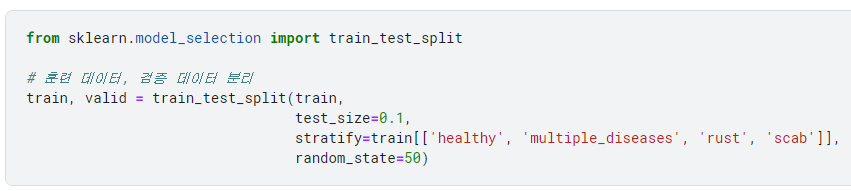 from sklearn.model_selection import train_test_split
# 훈련 데이터, 검증 데이터 분리
train, valid = train_test_split(train,
test_size=0.1,
stratify=train[['healthy', 'multiple_diseases', 'rust', 'scab']],
random_state=50)